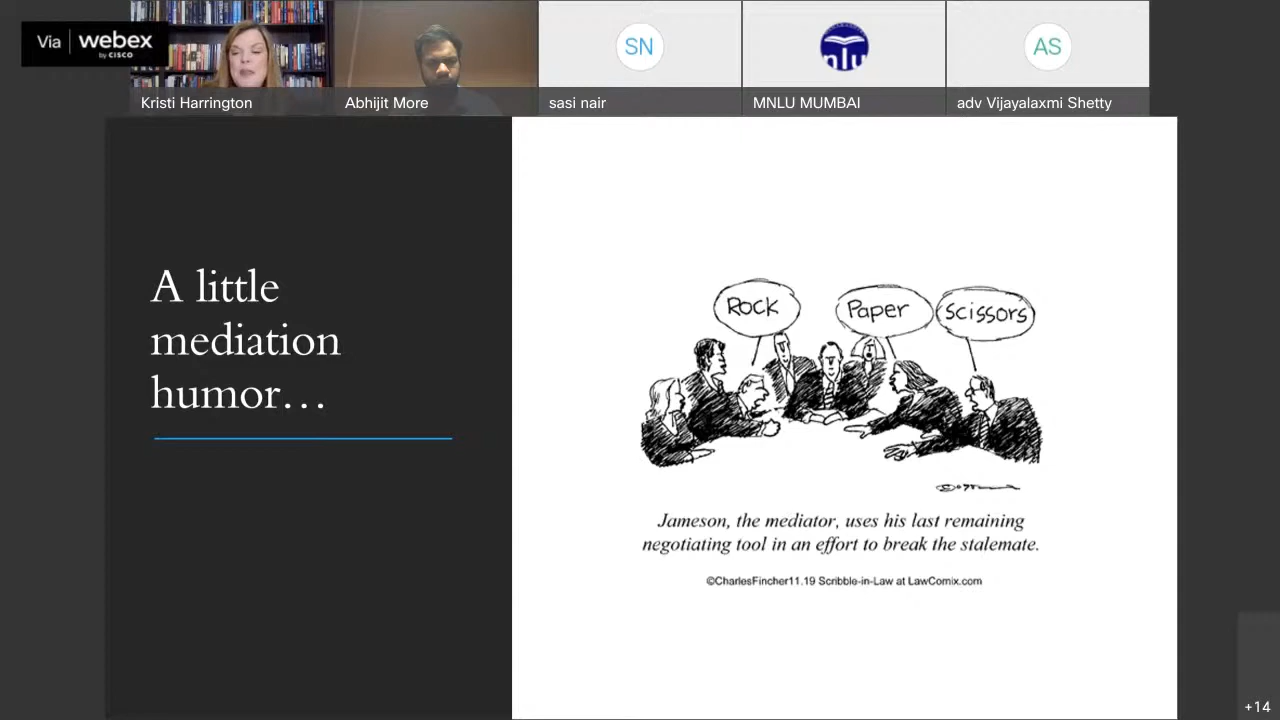 Via webex
by CISCO
SN
nlu
AS
Kristi Harrington
Abhijit More
sasi nair
MNLU MUMBAI
adv Vijayalaxmi Shetty
A little
mediation
humor...
Rock
Paper
Scissors
Jameson, the mediator, uses his last remaining
negotiating tool in an effort to break the stalemate.
©CharlesFincher11.19 Scribble-in-Law at LawComix.com
+14